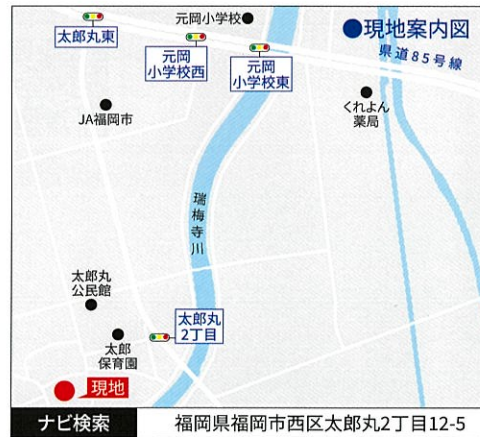 ●現地案内図
県道85号線
元岡小学校
太郎丸東
元岡
小学校西
元岡
小学校東
JA福岡市
くれよん
薬局
瑞梅寺川
太郎丸
公民館
太郎丸
2丁目
太郎
保育園
現地
ナビ検索
福岡県福岡市西区太郎丸2丁目12-5